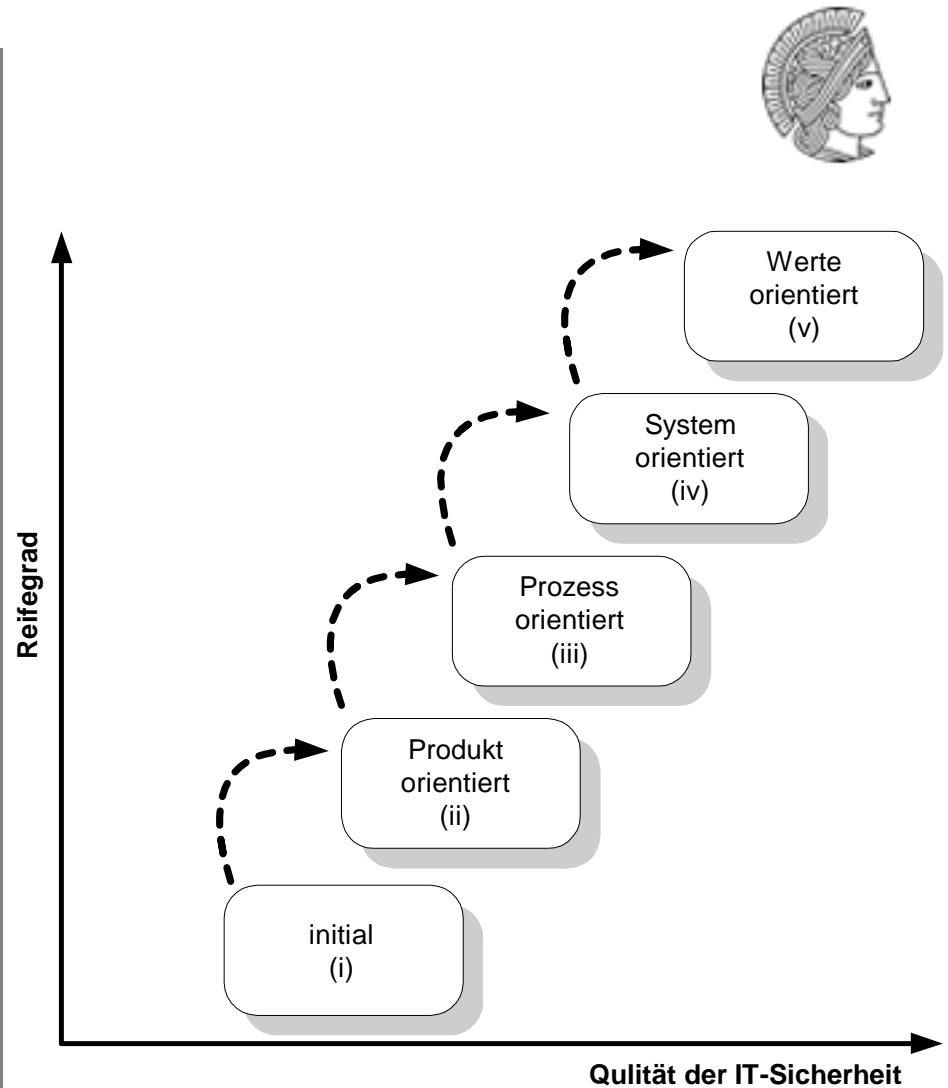 Werte
orientiert
(v)
System
orientiert
(iv)
Prozess
orientiert
(iii)
Produkt
orientiert
(ii)
initial
(i)
Reifegrad
Qulität der IT-Sicherheit